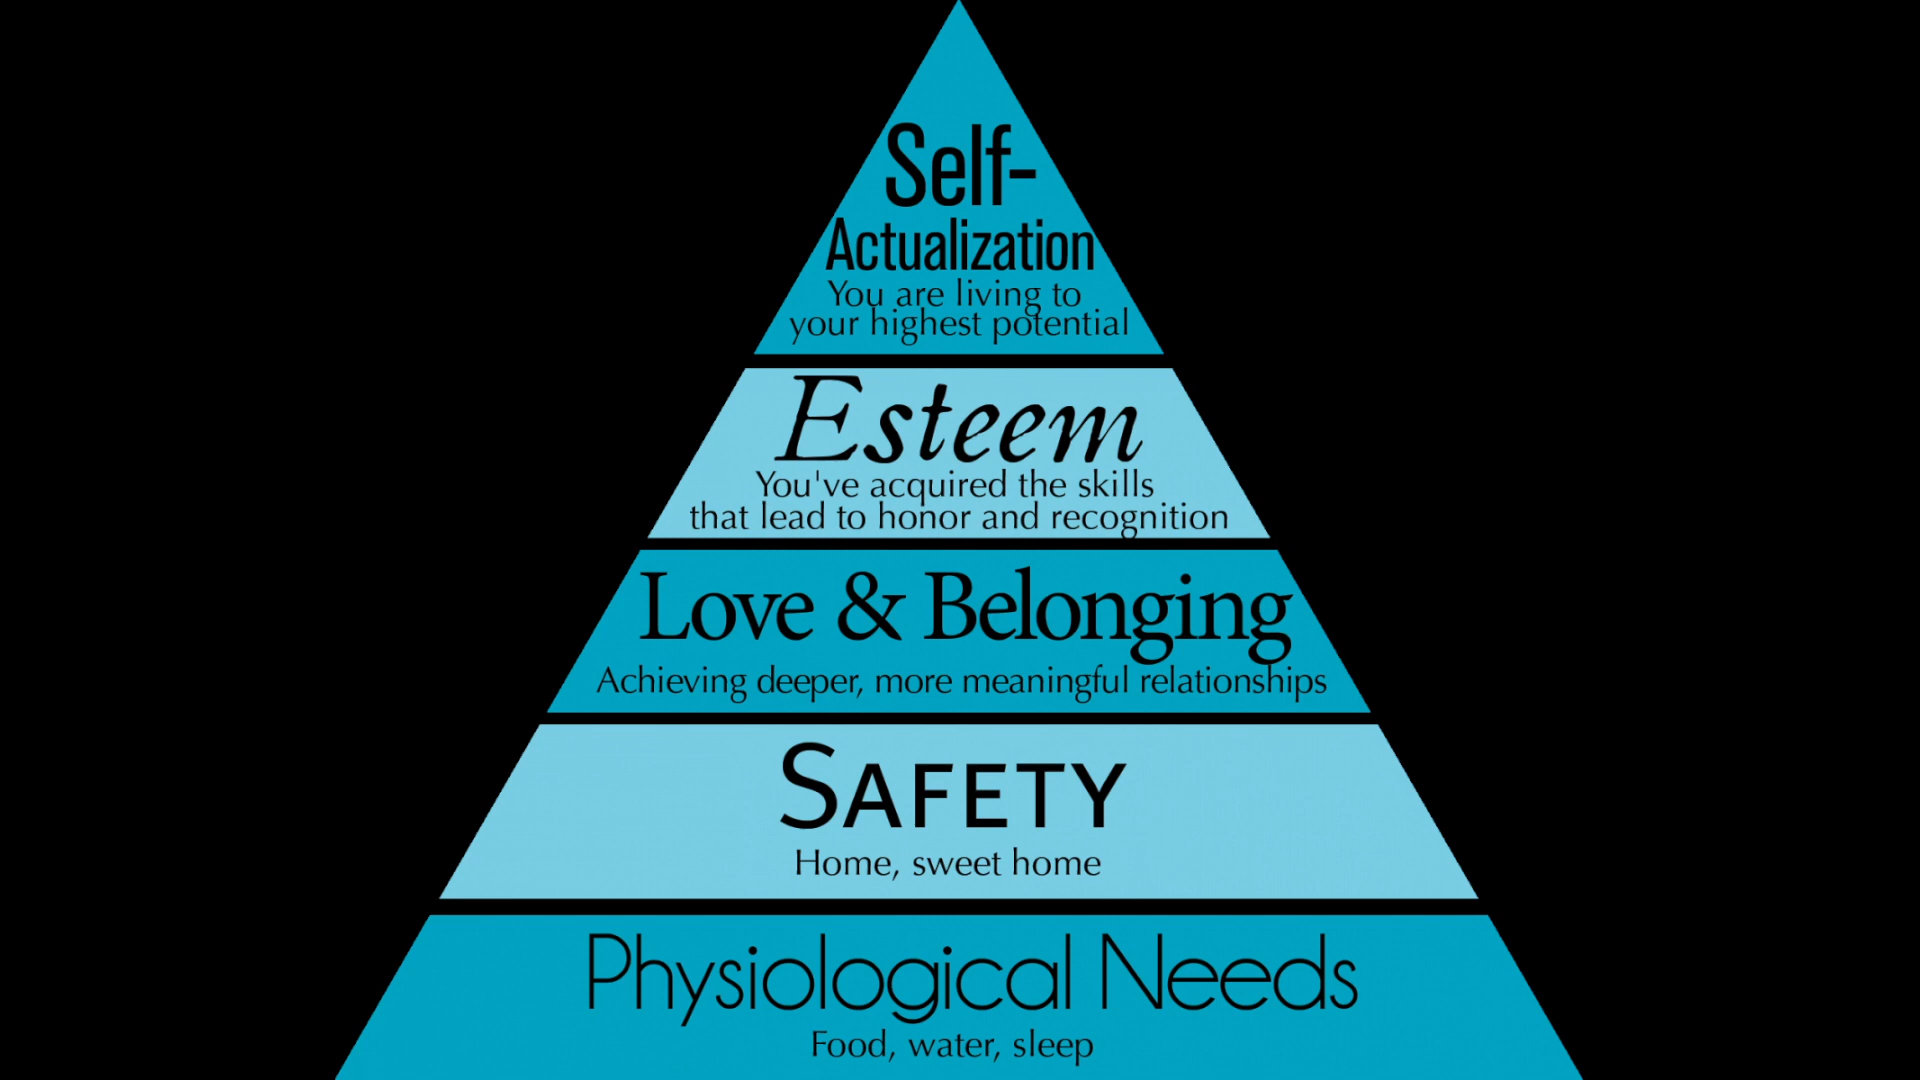 Self-
Actualization
You are living to
your highest potential
Esteem
You've acquired the skills
that lead to honor and recognition
Love & Belonging
Achieving deeper, more meaningful relationships
SAFETY
Home, sweet home
Physiological Needs
Food, water, sleep